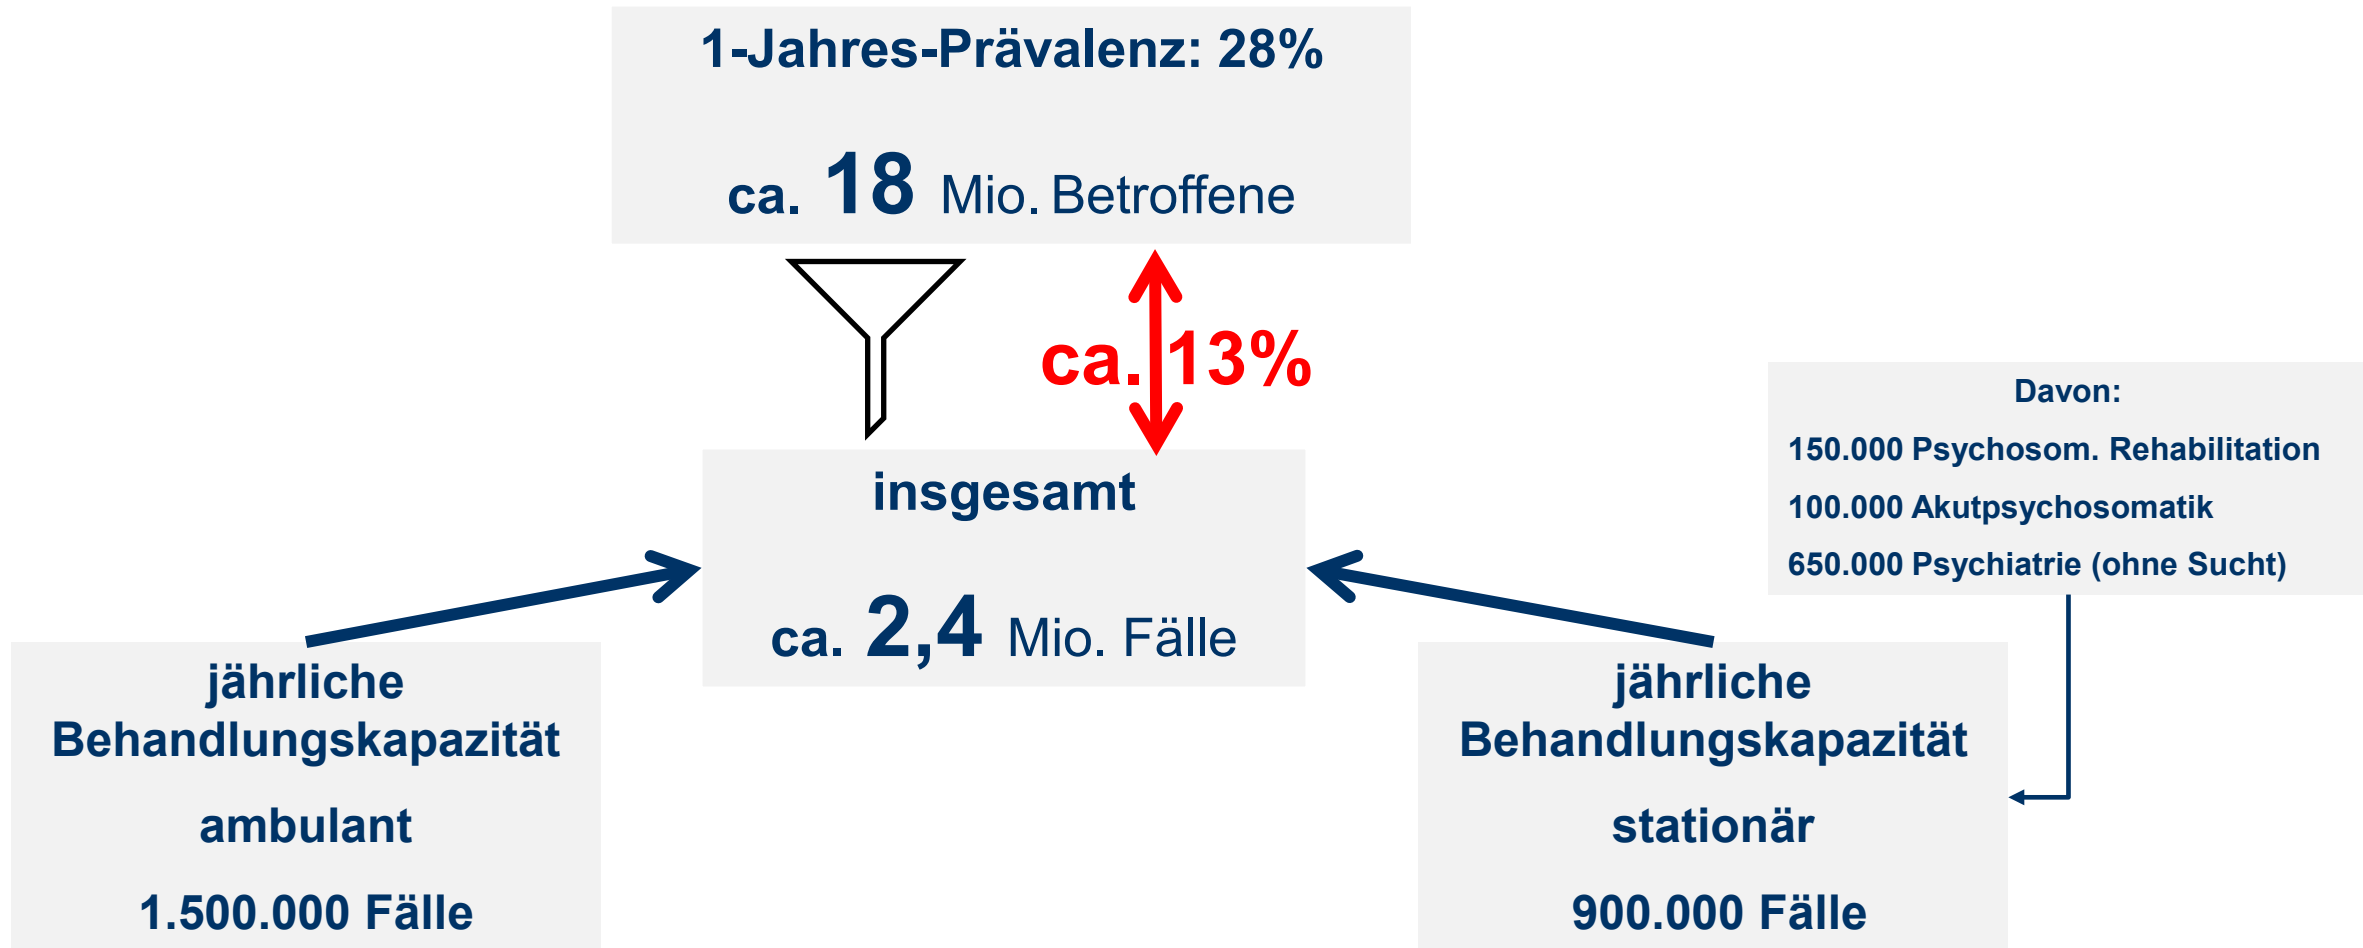 1-Jahres-Prävalenz: 28%
ca. 18 Mio. Betroffene
ca. 13%
insgesamt
ca. 2,4 Mio. Fälle
Davon:
150.000 Psychosom. Rehabilitation
100.000 Akutpsychosomatik
650.000 Psychiatrie (ohne Sucht)
jährliche
Behandlungskapazität
ambulant
1.500.000 Fälle
jährliche
Behandlungskapazität
stationär
900.000 Fälle